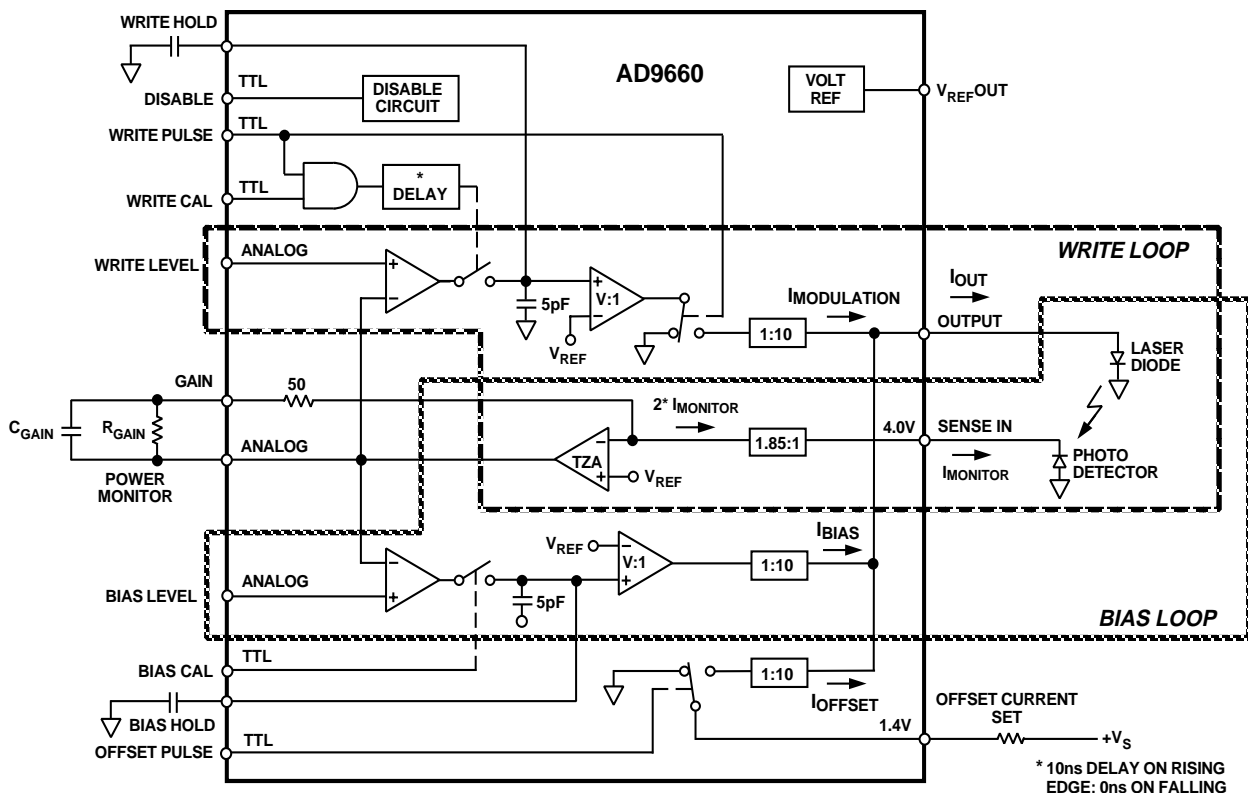 WRITE HOLD
AD9660
TTL
DISABLE
DISABLE
CIRCUIT
VOLT
REF
VREFOUT
TTL
WRITE PULSE
TTL
WRITE CAL
*
DELAY
WRITE LOOP
ANALOG
WRITE LEVEL
+
−
5pF
+
V:1
−
VREF
IMODULATION
1:10
IOUT
OUTPUT
LASER
DIODE
GAIN
50
CGAIN
RGAIN
2* IMONITOR
1.85:1
4.0V
SENSE IN
IMONITOR
PHOTO
DETECTOR
ANALOG
POWER
MONITOR
−
TZA
+
VREF
VREF
−
V:1
+
IBIAS
1:10
−
+
ANALOG
BIAS LEVEL
5pF
BIAS LOOP
TTL
BIAS CAL
BIAS HOLD
1:10
IOFFSET
OFFSET CURRENT
SET
1.4V
+VS
TTL
OFFSET PULSE
* 10ns DELAY ON RISING
EDGE: 0ns ON FALLING